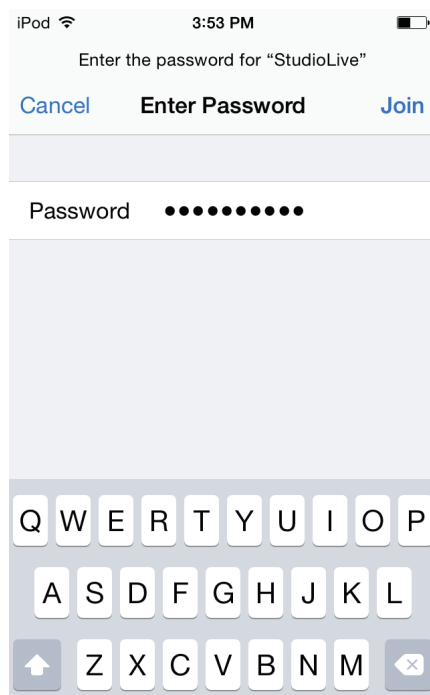 iPod 3:53 PM
Enter the password for “StudioLive”
Cancel Enter Password Join
Password ●●●●●●●●●●
Q W E R T Y U I O P
A S D F G H J K L
Z X C V B N M